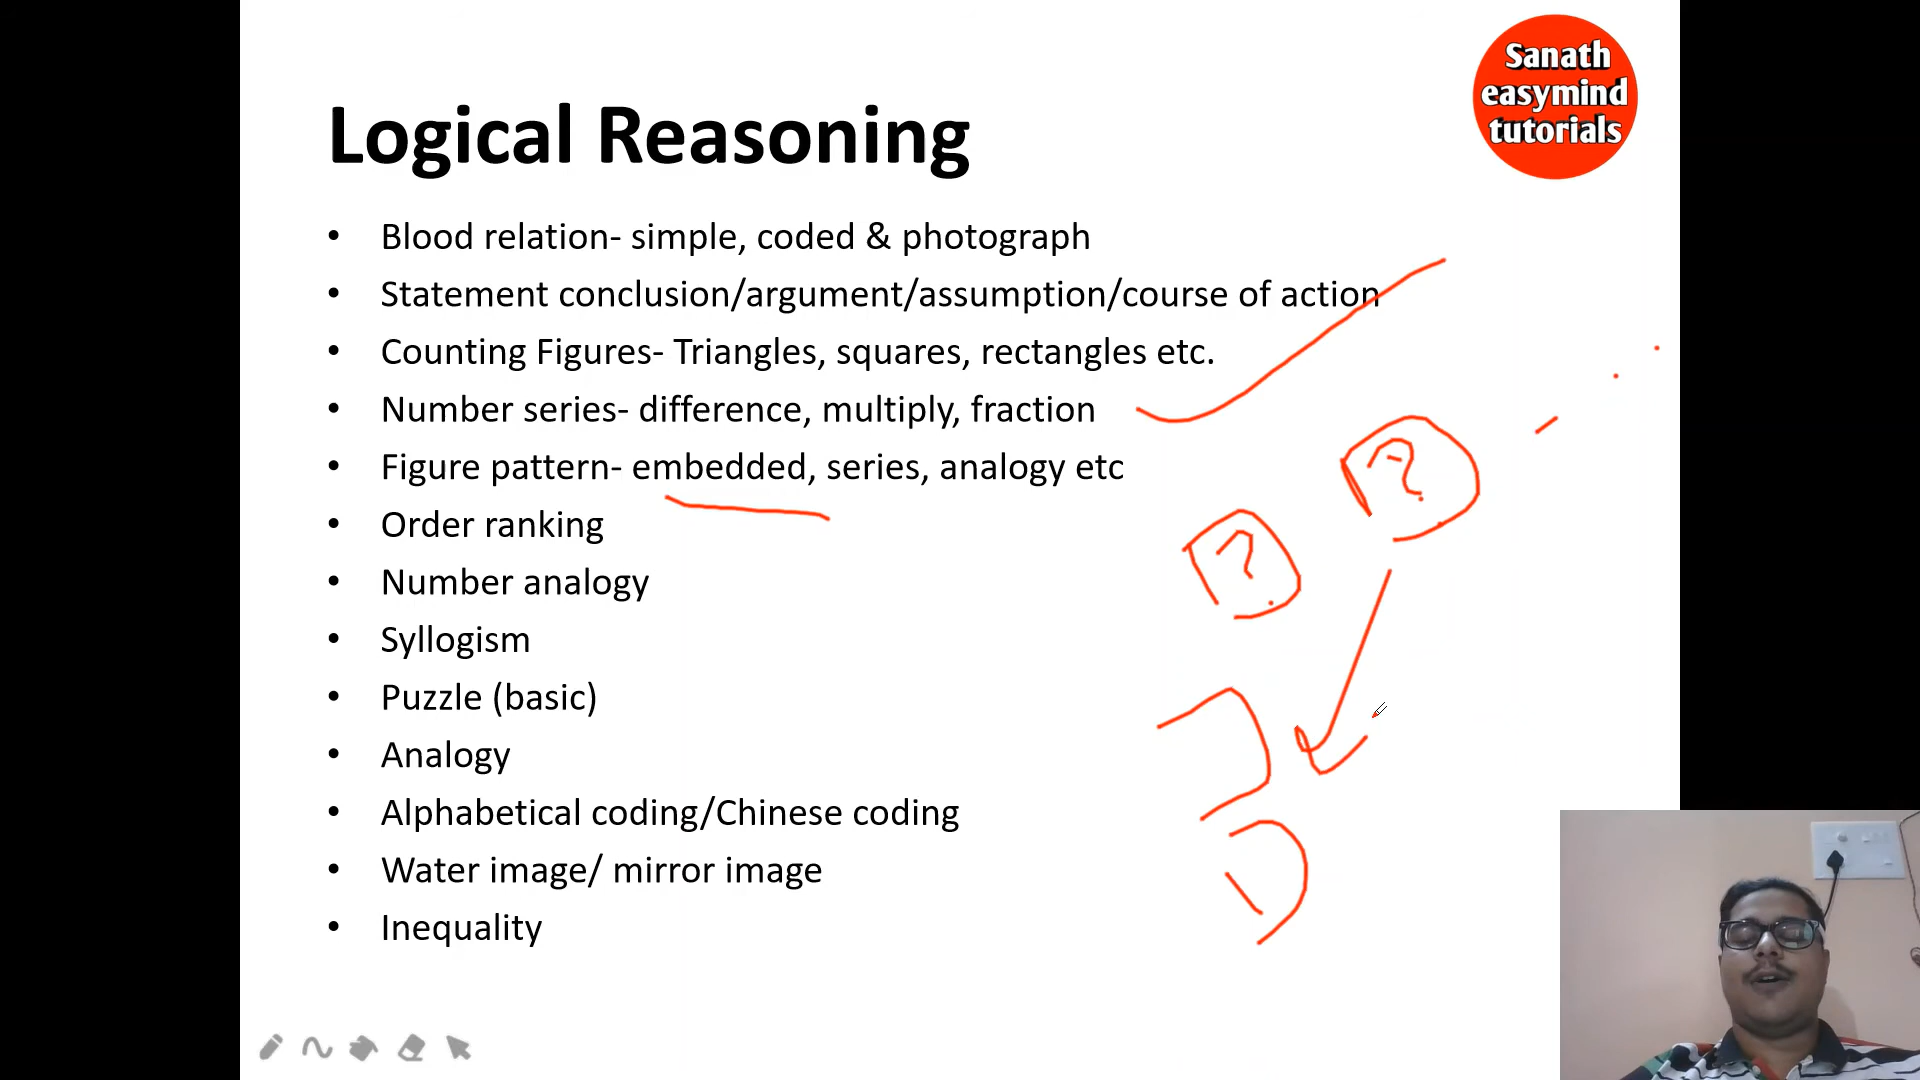 Sanath
easymind
tutorials
Logical Reasoning
• Blood relation- simple, coded & photograph
• Statement conclusion/argument/assumption/course of action
• Counting Figures- Triangles, squares, rectangles etc.
• Number series- difference, multiply, fraction
• Figure pattern- embedded, series, analogy etc
?
?
• Order ranking
• Number analogy
• Syllogism
• Puzzle (basic)
• Analogy
• Alphabetical coding/Chinese coding
• Water image/ mirror image
• Inequality